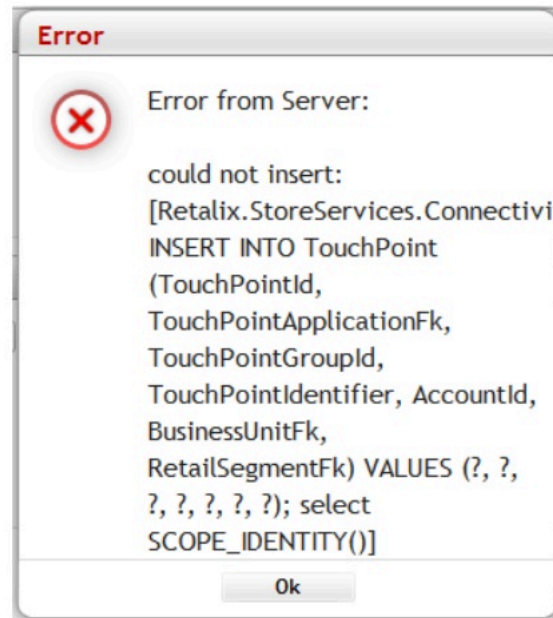 Error
Error from Server:
could not insert:
[Retalix.StoreServices.Connectivi
INSERT INTO TouchPoint
(TouchPointId,
TouchPointApplicationFk,
TouchPointGroupId,
TouchPointIdentifier, AccountId,
BusinessUnitFk,
RetailSegmentFk) VALUES (?, ?,
?, ?, ?, ?, ?); select
SCOPE_IDENTITY()]
Ok